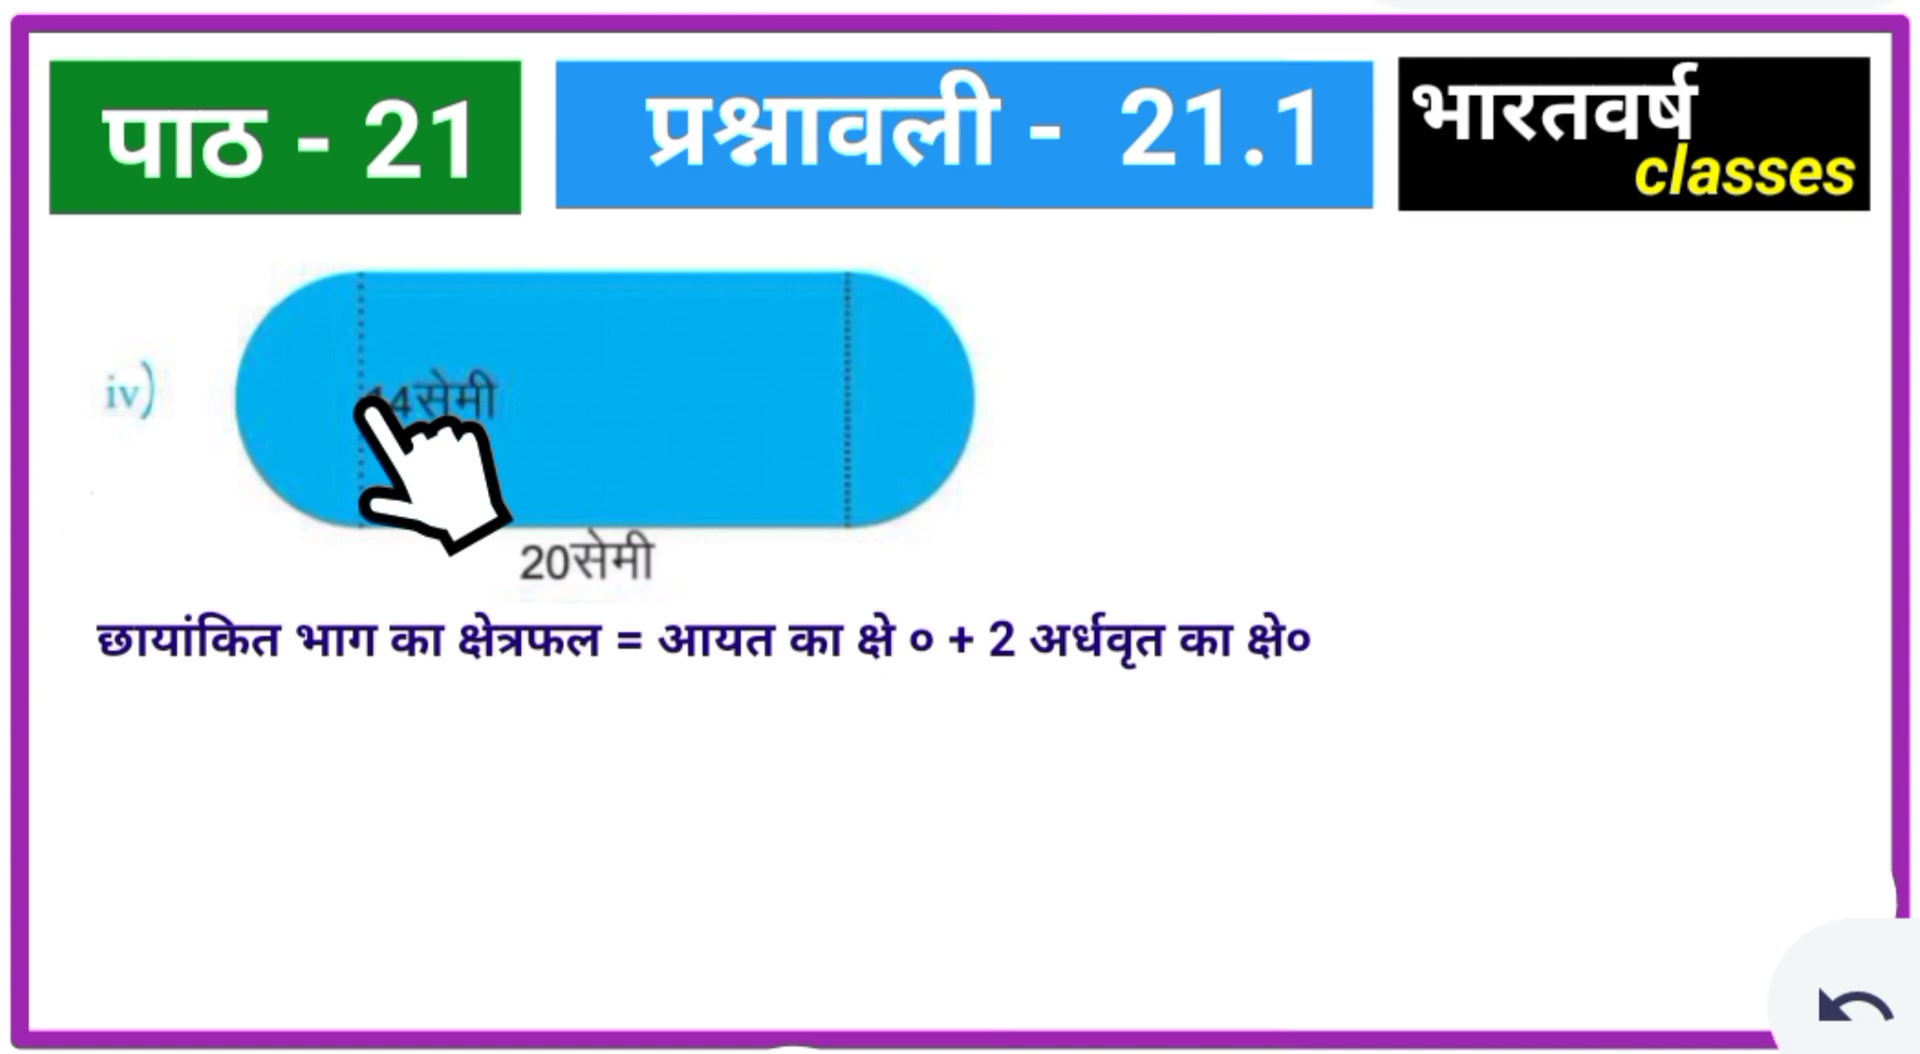 पाठ - 21
प्रश्नावली - 21.1
भारतवर्ष
classes
iv)
14सेमी
20सेमी
छायांकित भाग का क्षेत्रफल = आयत का क्षे ० + 2 अर्धवृत का क्षे०